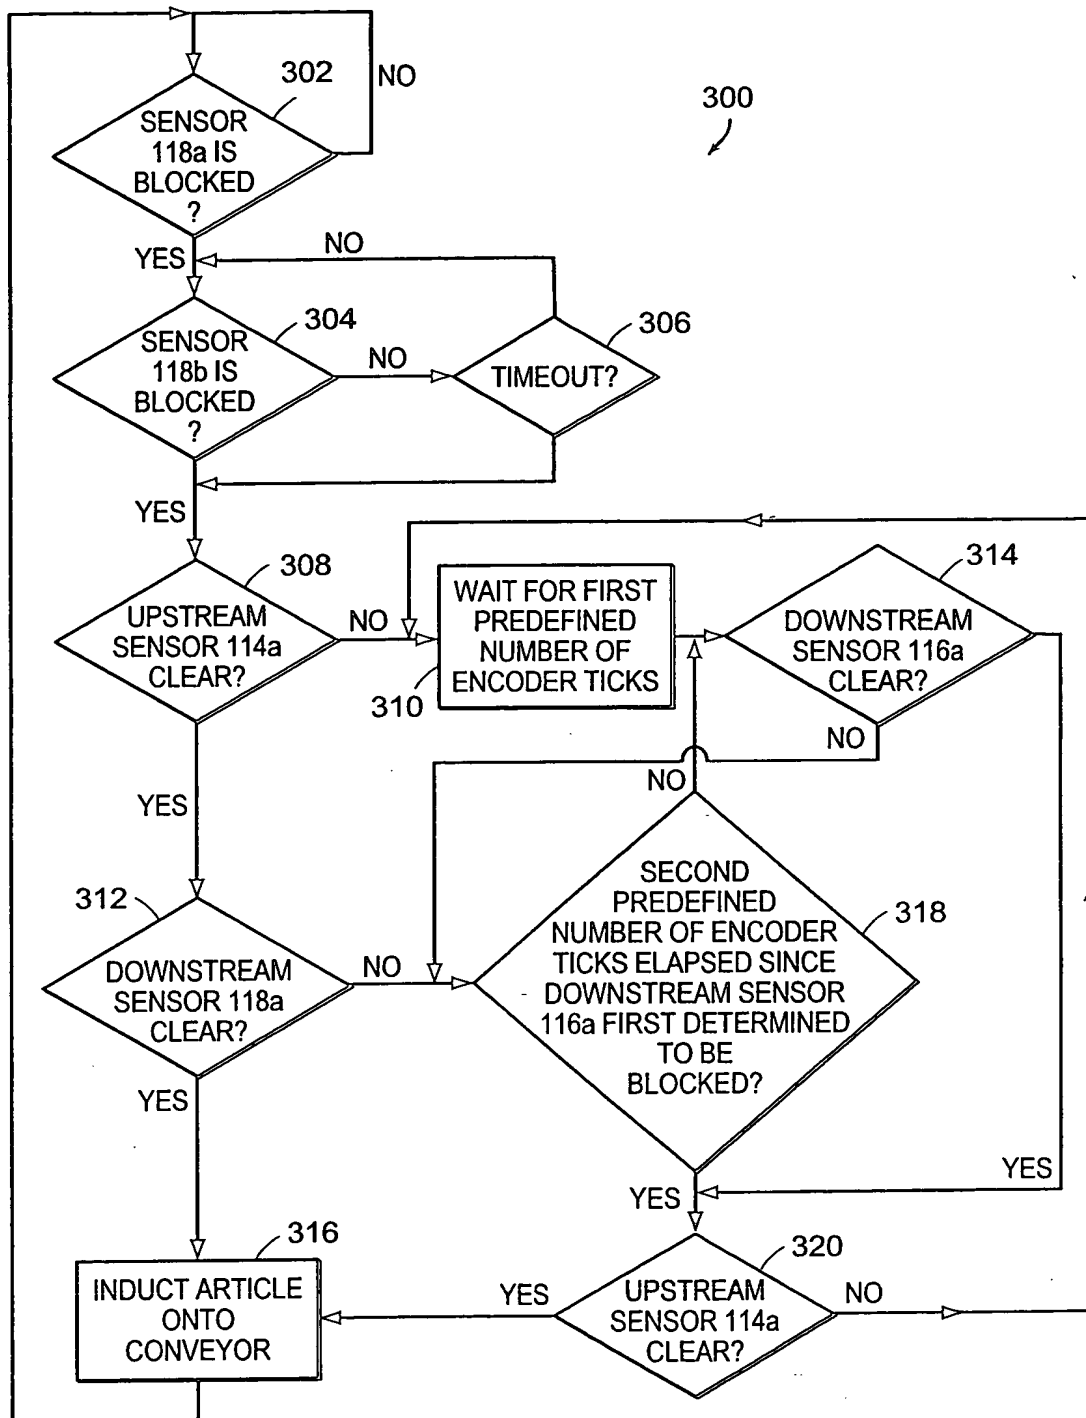 302
NO
SENSOR
118a IS
BLOCKED
?
300
YES
NO
304
SENSOR
118b IS
BLOCKED
?
NO
306
TIMEOUT?
YES
308
UPSTREAM
SENSOR 114a
CLEAR?
NO
WAIT FOR FIRST
PREDEFINED
NUMBER OF
ENCODER TICKS
310
314
DOWNSTREAM
SENSOR 116a
CLEAR?
NO
YES
NO
312
DOWNSTREAM
SENSOR 118a
CLEAR?
NO
SECOND
PREDEFINED
NUMBER OF ENCODER
TICKS ELAPSED SINCE
DOWNSTREAM SENSOR
116a FIRST DETERMINED
TO BE
BLOCKED?
318
YES
YES
YES
316
INDUCT ARTICLE
ONTO
CONVEYOR
YES
320
UPSTREAM
SENSOR 114a
CLEAR?
NO